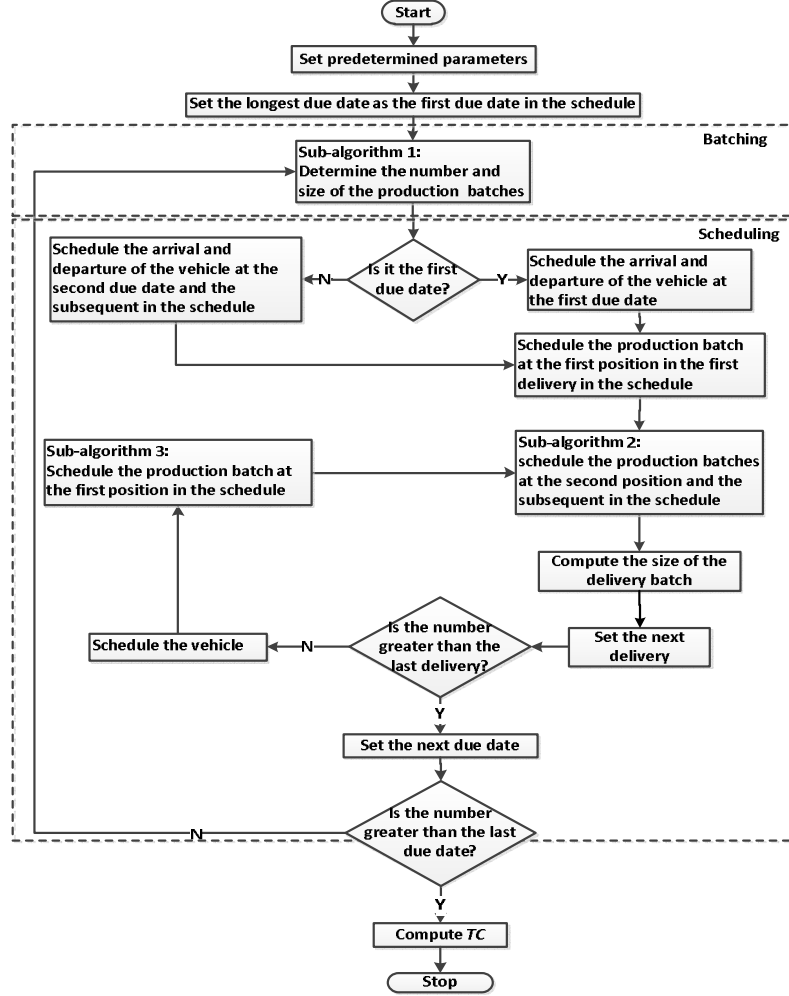 Start
Set predetermined parameters
Set the longest due date as the first due date in the schedule
Batching
Sub-algorithm 1:
Determine the number and
size of the production batches
Scheduling
Schedule the arrival and
departure of the vehicle at the
second due date and the
subsequent in the schedule
N
Is it the first
due date?
Y
Schedule the arrival and
departure of the vehicle at
the first due date
Schedule the production batch
at the first position in the first
delivery in the schedule
Sub-algorithm 3:
Schedule the production batch at
the first position in the schedule
Sub-algorithm 2:
schedule the production batches
at the second position and the
subsequent in the schedule
Compute the size of the
delivery batch
Set the next
delivery
Is the number
greater than the
last delivery?
N
Schedule the vehicle
Y
Set the next due date
Is the number
greater than the last
due date?
N
Y
Compute TC
Stop